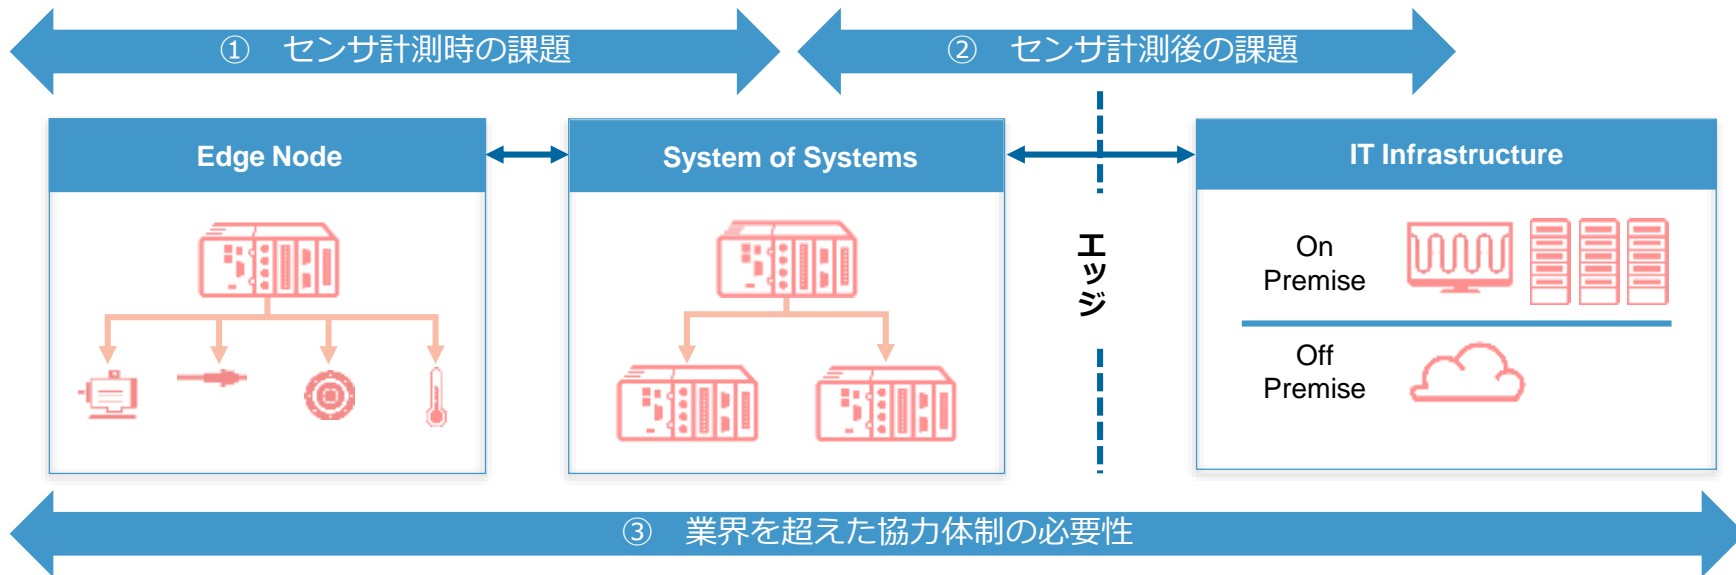 ① センサ計測時の課題
② センサ計測後の課題
Edge Node
System of Systems
IT Infrastructure
エッジ
On
Premise
Off
Premise
③ 業界を超えた協力体制の必要性